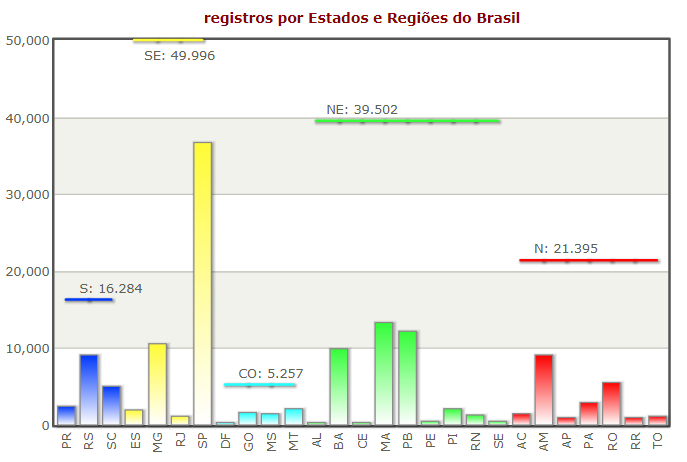 registros por Estados e Regiões do Brasil
50,000
SE: 49.996
40,000
NE: 39.502
30,000
N: 21.395
20,000
S: 16.284
10,000
CO: 5.257
0
PR RS SC ES MG RJ SP DF GO MS MT AL BA CE MA PB PE PI RN SE AC AM AP PA RO RR TO